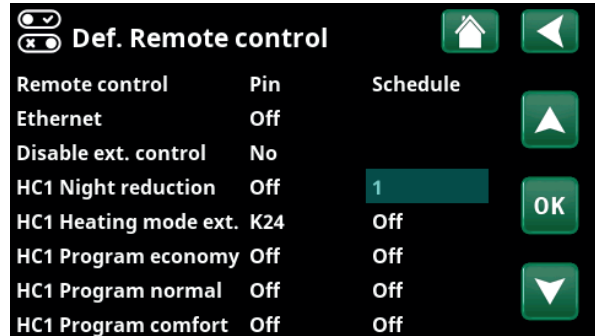 Def. Remote control
Remote control Pin Schedule
Ethernet Off
Disable ext. control No
HC1 Night reduction Off 1
HC1 Heating mode ext. K24 Off
HC1 Program economy Off Off
HC1 Program normal Off Off
HC1 Program comfort Off Off
OK